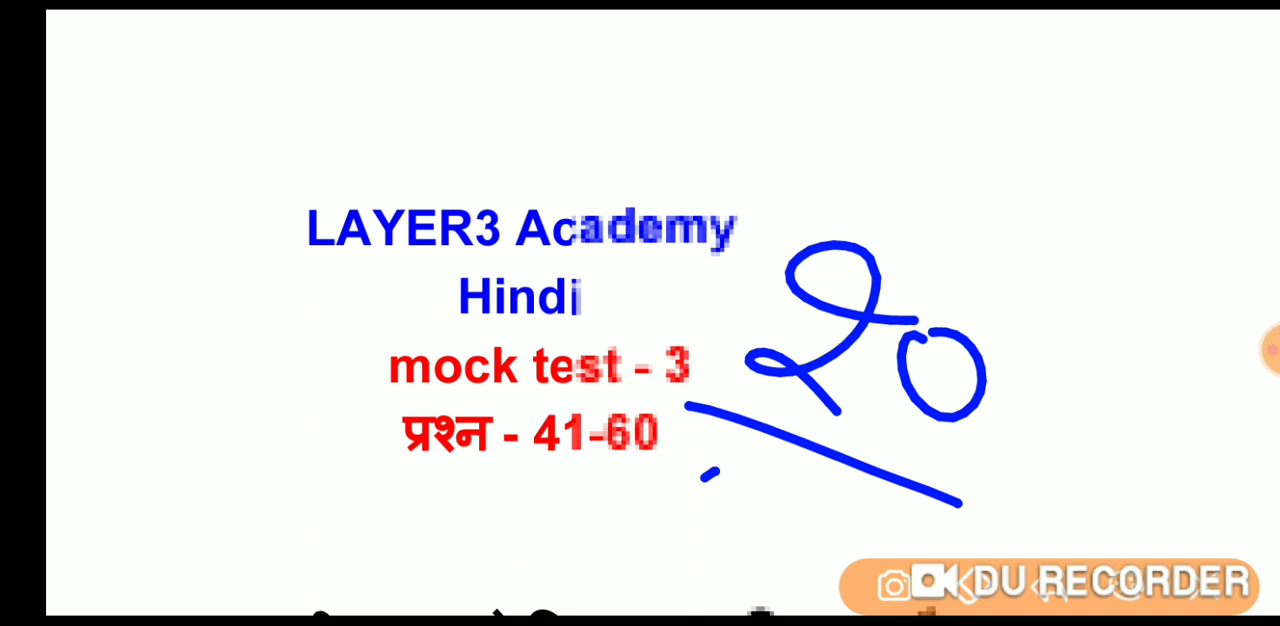 LAYER3 Academy
Hindi
mock test - 3
प्रश्न - 41-60
20
DU RECORDER